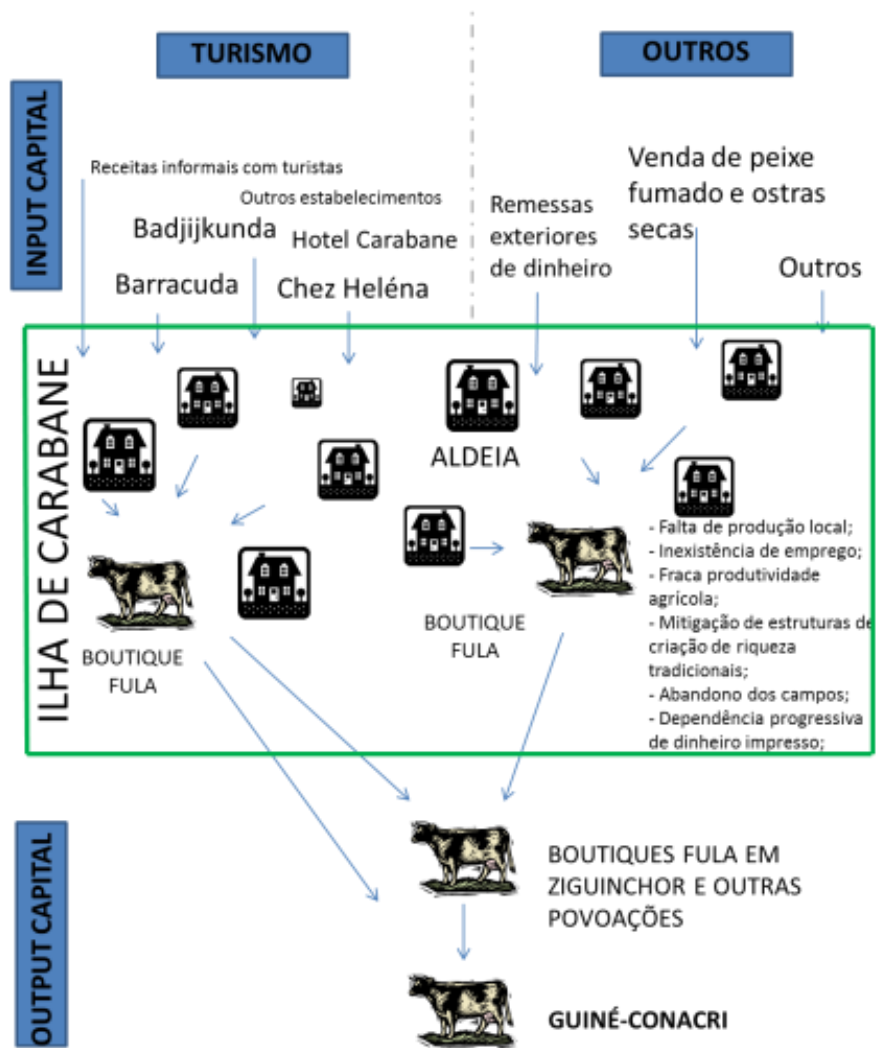 TURISMO
OUTROS
INPUT CAPITAL
Receitas informais com turistas
Outros estabelecimentos
Badjijkunda
Hotel Carabane
Barracuda
Chez Heléna
Remessas
exteriores
de dinheiro
Venda de peixe
fumado e ostras
secas
Outros
ILHA DE CARABANE
ALDEIA
BOUTIQUE
FULA
BOUTIQUE
FULA
- Falta de produção local;
- Inexistência de emprego;
- Fraca produtividade
agrícola;
- Mitigação de estruturas de
criação de riqueza
tradicionais;
- Abandono dos campos;
- Dependência progressiva
de dinheiro impresso;
OUTPUT CAPITAL
BOUTIQUES FULA EM
ZIGUINCHOR E OUTRAS
POVOAÇÕES
GUINÉ-CONACRI